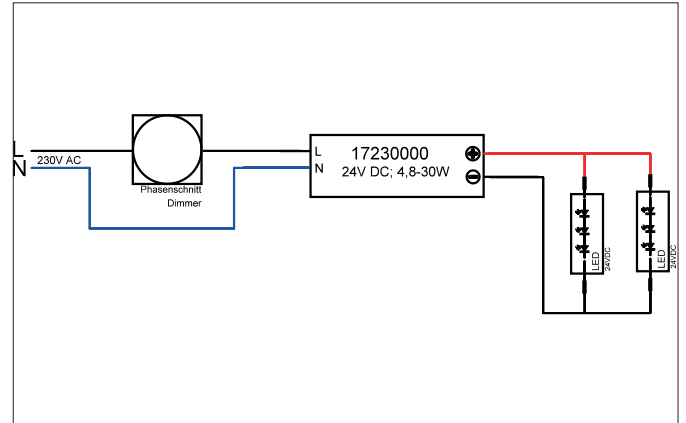 L
N
230V AC
Phasenschnitt
Dimmer
L
N
17230000
24V DC; 4,8-30W
LED
24VDC
LED
24VDC